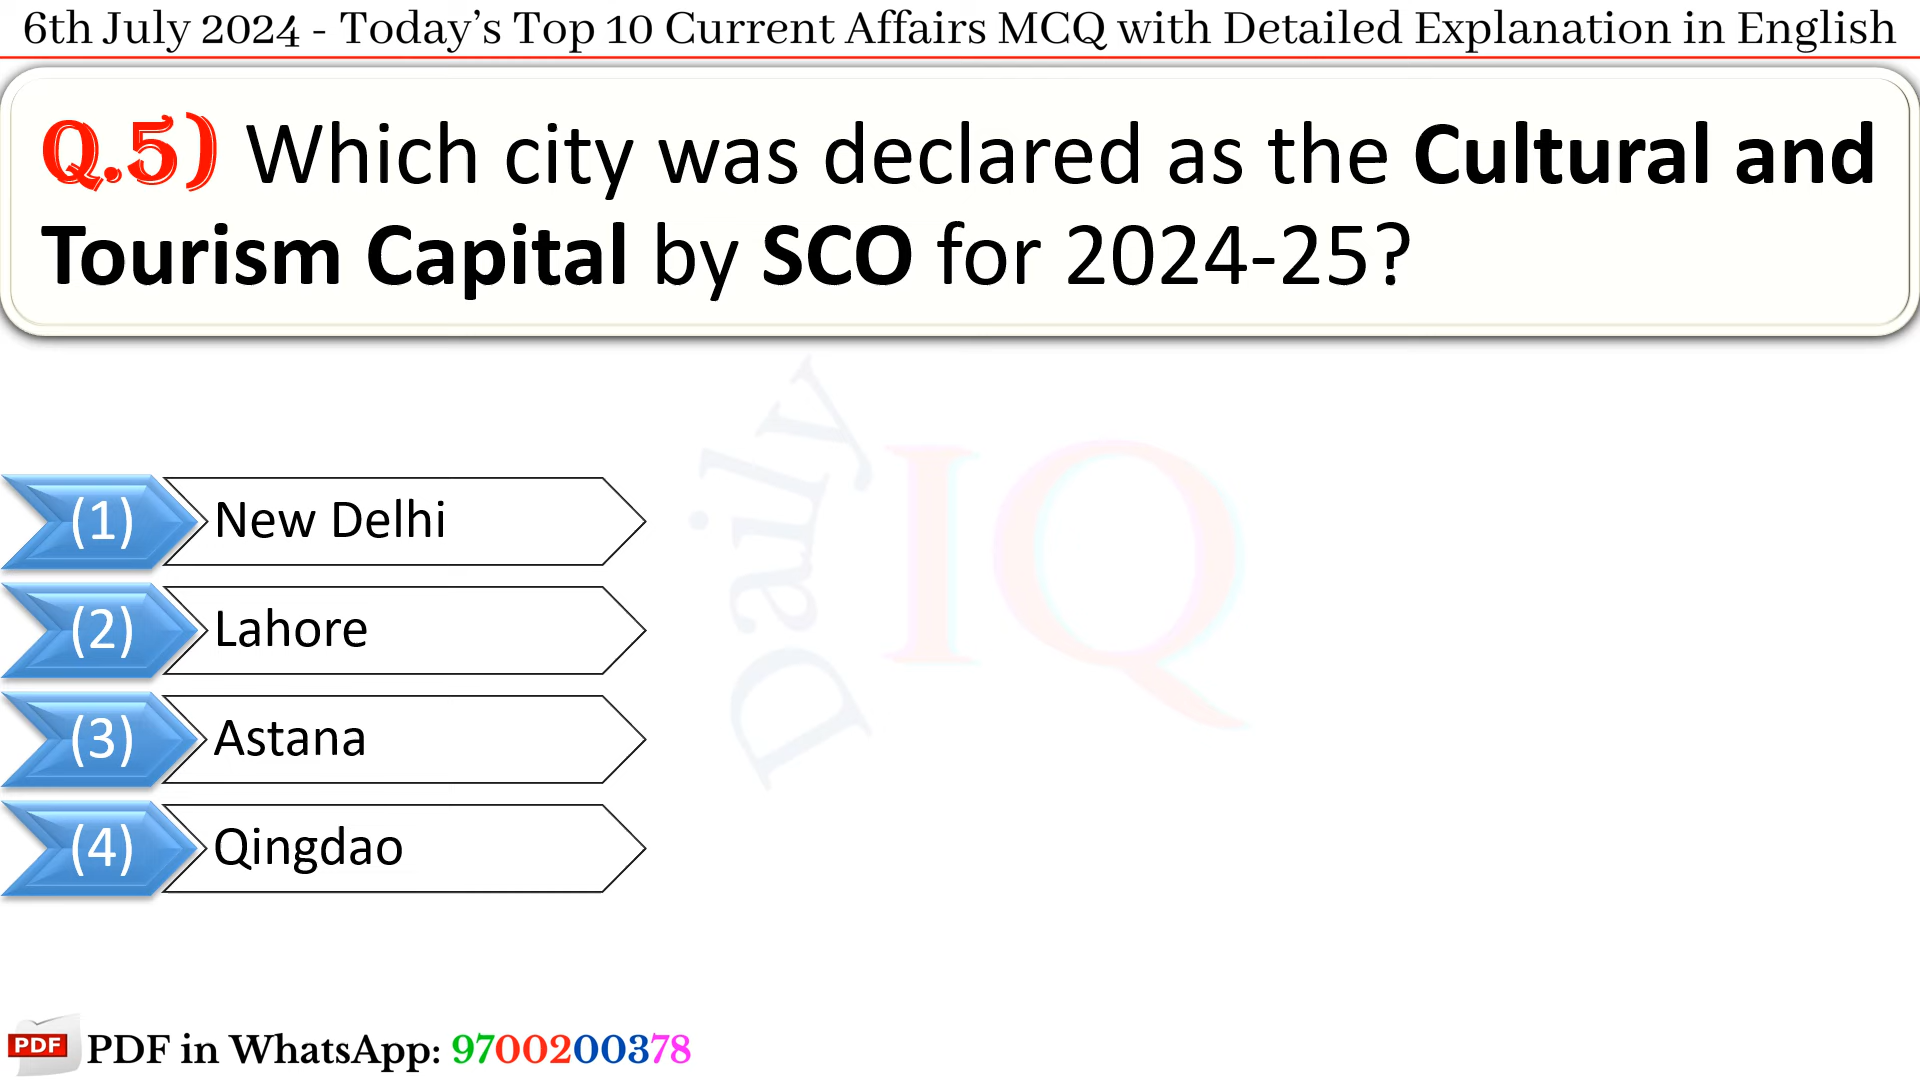 6th July 2024 - Today’s Top 10 Current Affairs MCQ with Detailed Explanation in English
Q.5) Which city was declared as the Cultural and
Tourism Capital by SCO for 2024-25?
Daily IQ
(1) New Delhi
(2) Lahore
(3) Astana
(4) Qingdao
PDF PDF in WhatsApp: 9700200378